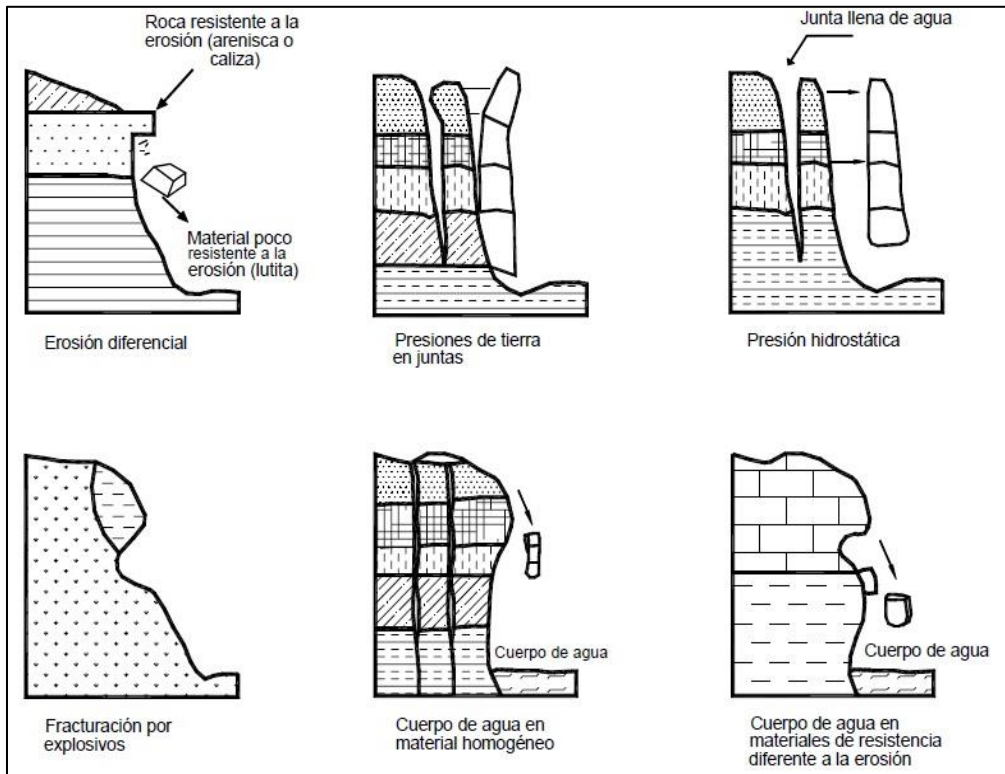 Roca resistente a la
erosión (arenisca o
caliza)
Junta llena de agua
Material poco
resistente a la
erosión (lutita)
Erosión diferencial
Presiones de tierra
en juntas
Presión hidrostática
Cuerpo de agua
Cuerpo de agua
Fracturación por
explosivos
Cuerpo de agua en
material homogéneo
Cuerpo de agua en
materiales de resistencia
diferente a la erosión